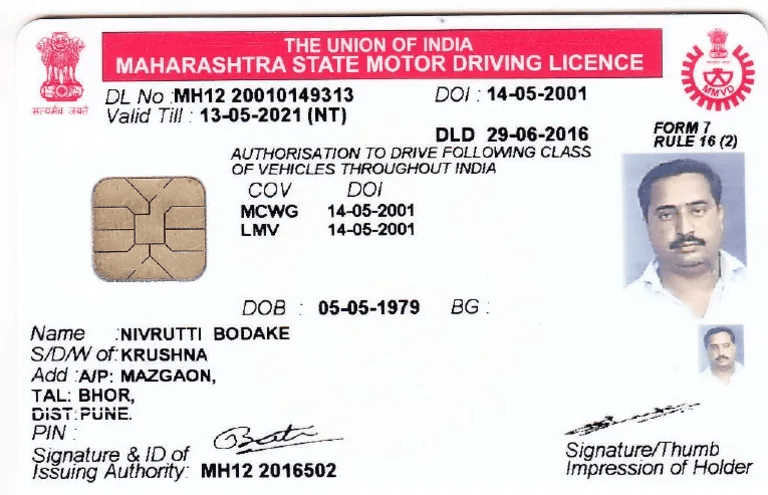 THE UNION OF INDIA
MAHARASHTRA STATE MOTOR DRIVING LICENCE
सत्यमेव जयते
MMVD
DL No : MH12 20010149313 DOI : 14-05-2001
Valid Till : 13-05-2021 (NT)
DLD 29-06-2016
FORM 7
RULE 16 (2)
AUTHORISATION TO DRIVE FOLLOWING CLASS
OF VEHICLES THROUGHOUT INDIA
COV DOI
MCWG 14-05-2001
LMV 14-05-2001
DOB : 05-05-1979 BG :
Name : NIVRUTTI BODAKE
S/D/W of : KRUSHNA
Add : A/P: MAZGAON,
TAL: BHOR,
DIST:PUNE.
PIN :
Signature & ID of
Issuing Authority: MH12 2016502
Signature/Thumb
Impression of Holder